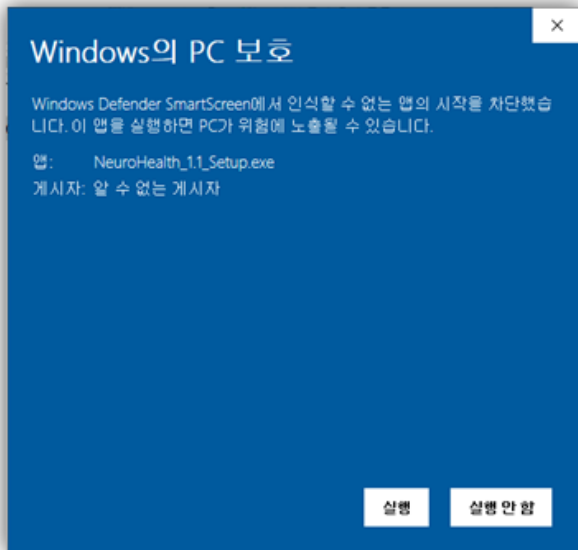 Windows의 PC 보호
Windows Defender SmartScreen에서 인식할 수 없는 앱의 시작을 차단했습
니다. 이 앱을 실행하면 PC가 위험에 노출될 수 있습니다.
앱: NeuroHealth_1.1_Setup.exe
게시자: 알 수 없는 게시자
실행 실행 안 함